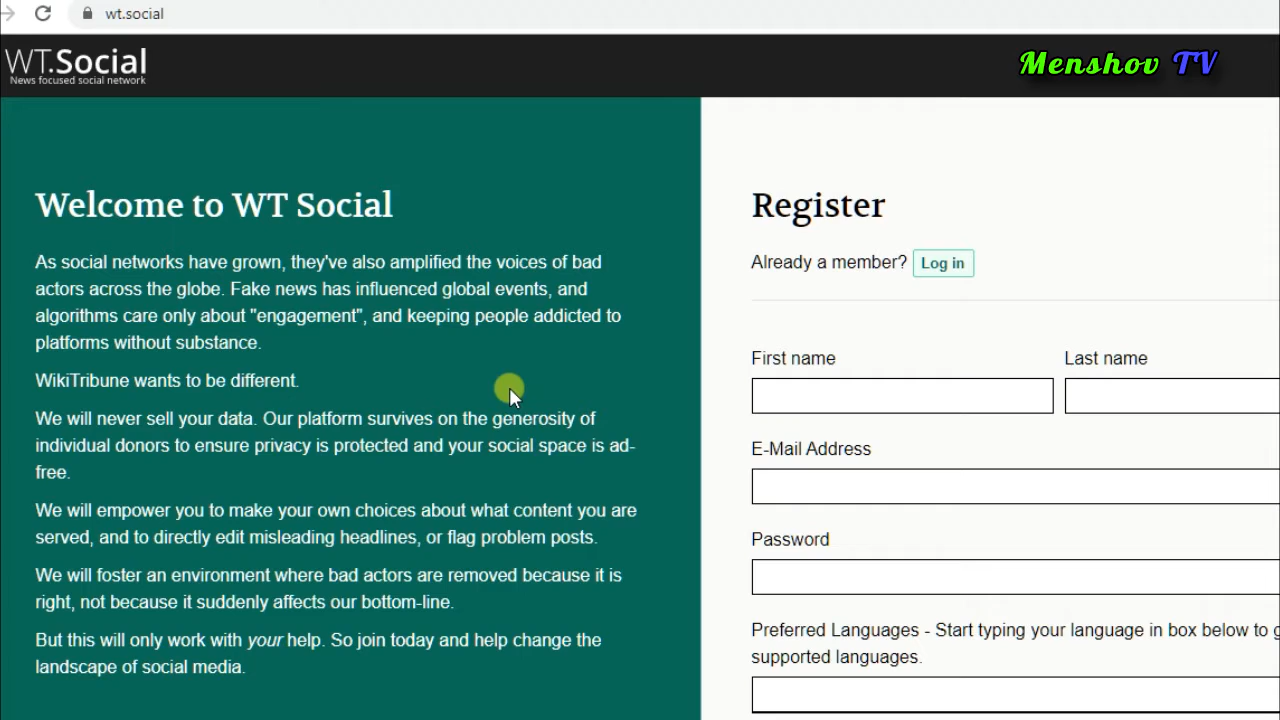 wt.social
WT.Social
News focused social network
Menshov TV
Welcome to WT Social
As social networks have grown, they've also amplified the voices of bad
actors across the globe. Fake news has influenced global events, and
algorithms care only about "engagement", and keeping people addicted to
platforms without substance.
WikiTribune wants to be different.
We will never sell your data. Our platform survives on the generosity of
individual donors to ensure privacy is protected and your social space is ad-
free.
We will empower you to make your own choices about what content you are
served, and to directly edit misleading headlines, or flag problem posts.
We will foster an environment where bad actors are removed because it is
right, not because it suddenly affects our bottom-line.
But this will only work with your help. So join today and help change the
landscape of social media.
Register
Already a member? Log in
First name
Last name
E-Mail Address
Password
Preferred Languages - Start typing your language in box below to
supported languages.